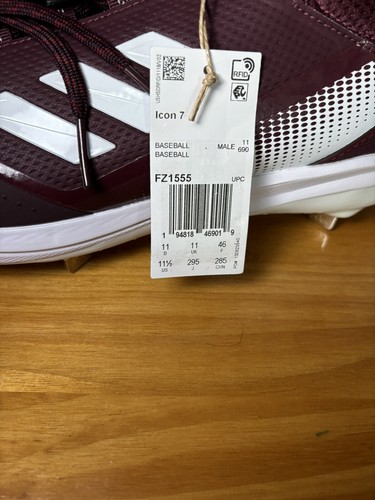 RFID
Icon 7
BASEBALL . MALE 11
BASEBALL 690
FZ1555 UPC
1 94818 46901 9
11 11 46
D UK F
11½ 295 285
US J CHN